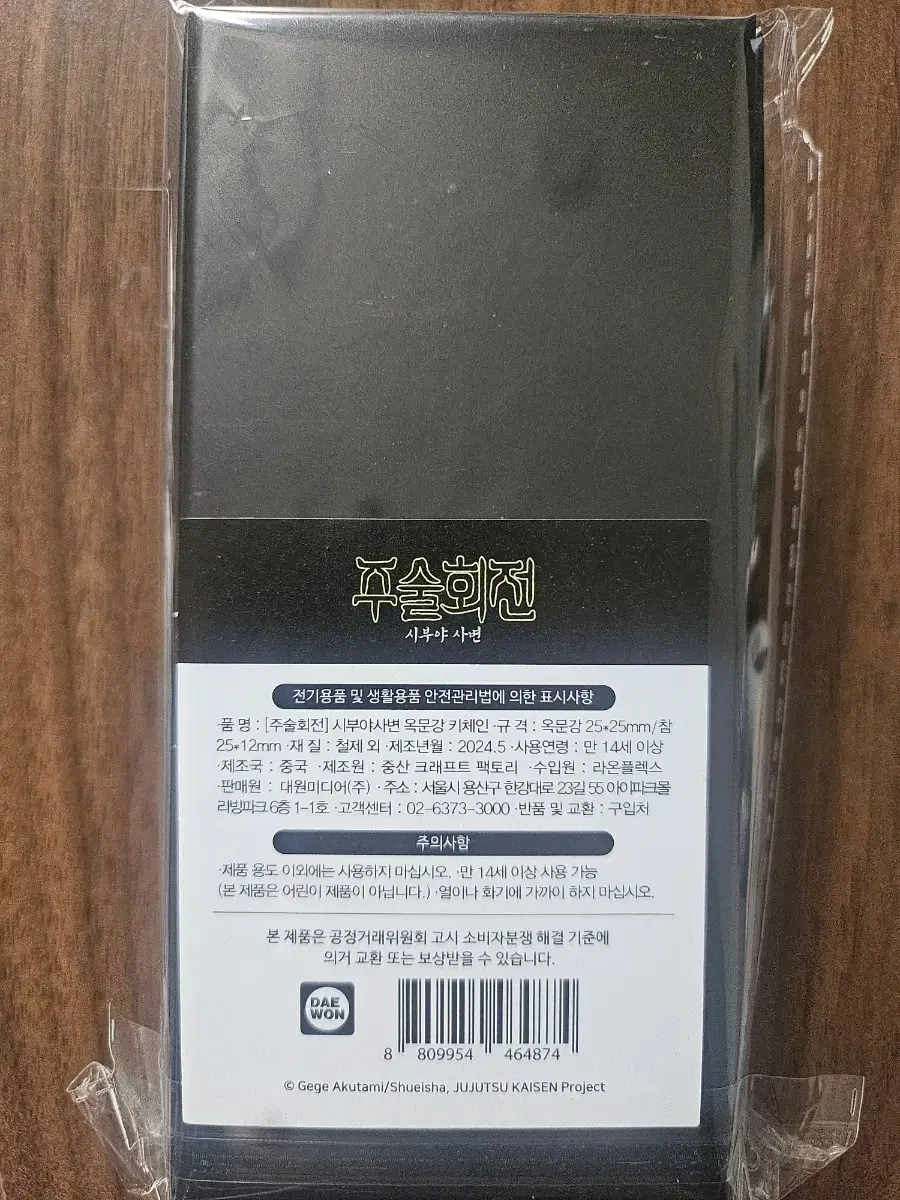 주술회전
시부야 사변
전기용품 및 생활용품 안전관리법에 의한 표시사항
·품 명 : [주술회전] 시부야사변 옥문강 키체인 ·규 격 : 옥문강 25*25mm/참
25*12mm ·재 질 : 철제 외 ·제조년월 : 2024.5 ·사용연령 : 만 14세 이상
·제조국 : 중국 ·제조원 : 중산 크래프트 팩토리 ·수입원 : 라온플렉스
·판매원 : 대원미디어(주) ·주소 : 서울시 용산구 한강대로 23길 55 아이파크몰
리빙파크 6층 1-1호 ·고객센터 : 02-6373-3000 ·반품 및 교환 : 구입처
주의사항
·제품 용도 이외에는 사용하지 마십시오. ·만 14세 이상 사용 가능
(본 제품은 어린이 제품이 아닙니다.) ·열이나 화기에 가까이 하지 마십시오.
본 제품은 공정거래위원회 고시 소비자분쟁 해결 기준에
의거 교환 또는 보상받을 수 있습니다.
DAE
WON
8 809954 464874
© Gege Akutami/Shueisha, JUJUTSU KAISEN Project